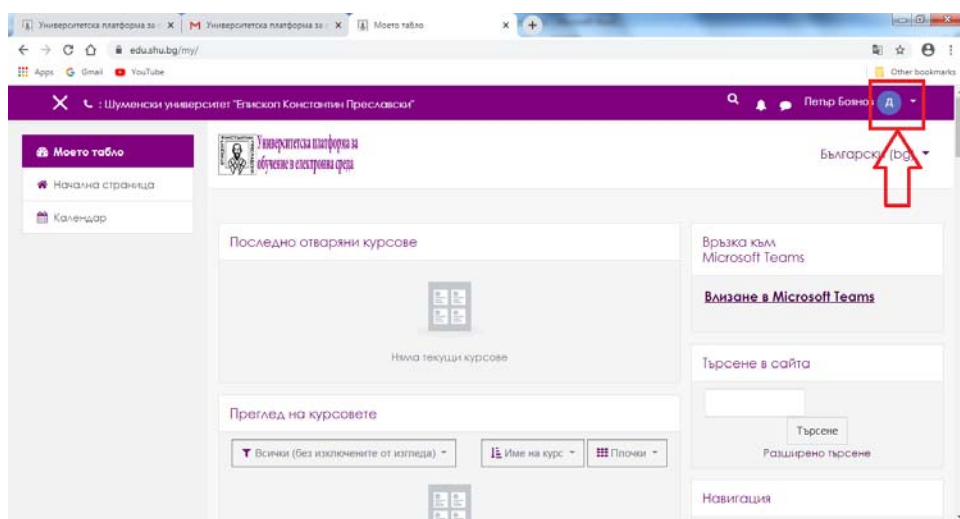 Университетска платформа за
Университетска платформа за
Моето табло
edu.shu.bg/my/
Apps
Gmail
YouTube
Other bookmarks
: Шуменски университет "Епископ Константин Преславски"
Петър Боянов
Д
Моето табло
Университетска платформа за
обучение в електронна среда
Български (bg)
Начална страница
Календар
Последно отваряни курсове
Връзка към
Microsoft Teams
Влизане в Microsoft Teams
Няма текущи курсове
Търсене в сайта
Преглед на курсовете
Търсене
Всички (без изключените от изгледа)
Име на курс
Плочки
Разширено търсене
Навигация